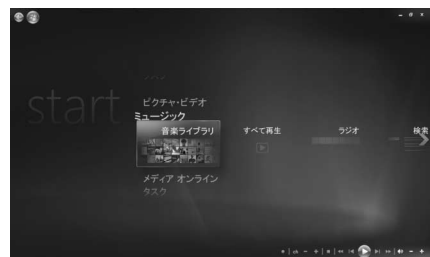 start
ピクチャ・ビデオ
ミュージック
音楽ライブラリ すべて再生 ラジオ 検索
メディア オンライン
タスク